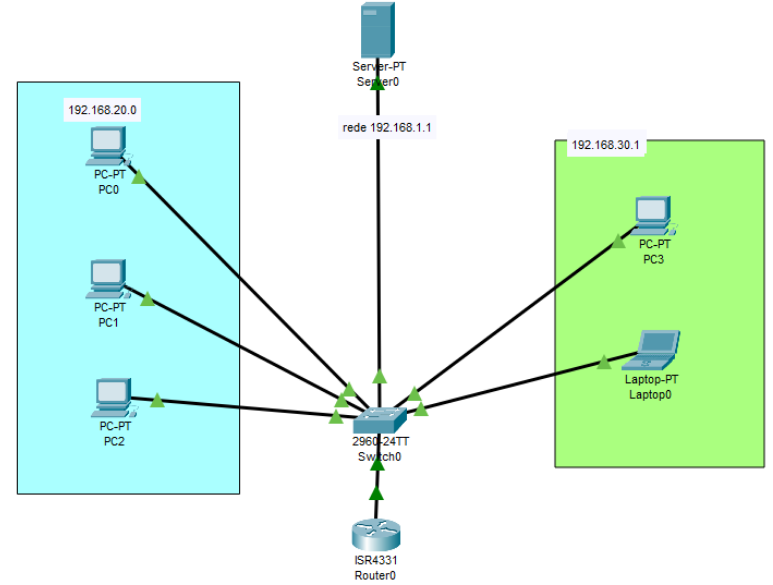 Server-PT
Server0
rede 192.168.1.1
192.168.20.0
PC-PT
PC0
PC-PT
PC1
PC-PT
PC2
192.168.30.1
PC-PT
PC3
Laptop-PT
Laptop0
2960-24TT
Switch0
ISR4331
Router0